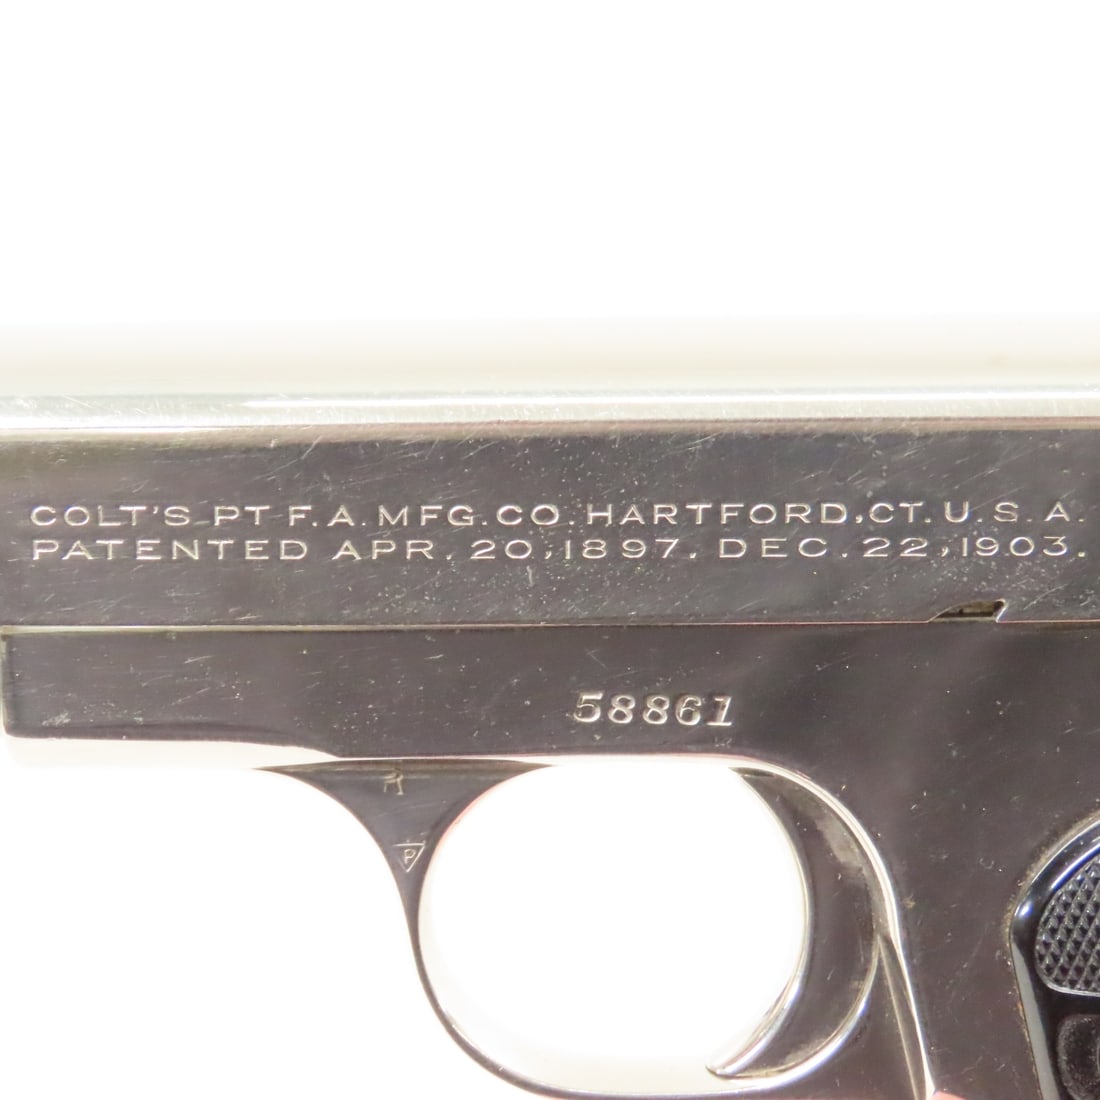 COLT'S PT F.A. MFG. CO. HARTFORD, CT. U.S.A.
PATENTED APR. 20, 1897. DEC. 22, 1903.
58861
P